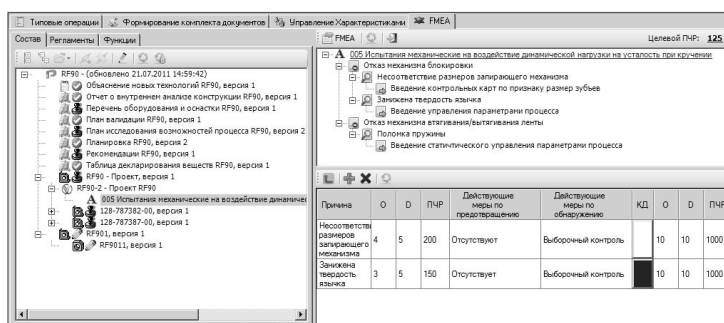 Типовые операции
Формирование комплекта документов
Управление Характеристиками
FMEA
Состав
Регламенты
Функции
RF90 - (обновлено 21.07.2011 14:59:42)
Объяснение новых технологий RF90, версия 1
Отчет о внутреннем анализе конструкции RF90, версия 1
Перечень оборудования и оснастки RF90, версия 1
План валидации RF90, версия 1
План исследования возможностей процесса RF90, версия 2
Планировка RF90, версия 2
Рекомендации RF90, версия 1
Таблица декларирования веществ RF90, версия 1
RF90 - Проект, версия 1
RF90-2 - Проект RF90
A 005 Испытания механические на воздействие динамичес
128-787382-00, версия 1
128-787387-00, версия 1
RF901, версия 1
RF9011, версия 1
FMEA
Целевой ПЧР: 125
A 005 Испытания механические на воздействие динамической нагрузки на усталость при кручении
Отказ механизма блокировки
Несоответствие размеров запирающего механизма
Введение контрольных карт по признаку размер зубьев
Занижена твердость язычка
Введение управления параметрами процесса
Отказ механизма втягивания/вытягивания ленты
Поломка пружины
Введение статичтического управления параметрами процесса
Причина O D ПЧР Действующие меры по предотвращению Действующие меры по обнаружению КД O D ПЧР
Несоответствие размеров запирающего механизма 4 5 200 Отсутствуют Выборочный контроль 10 10 1000
Занижена твердость язычка 3 5 150 Отсутствует Выборочный контроль 10 10 1000